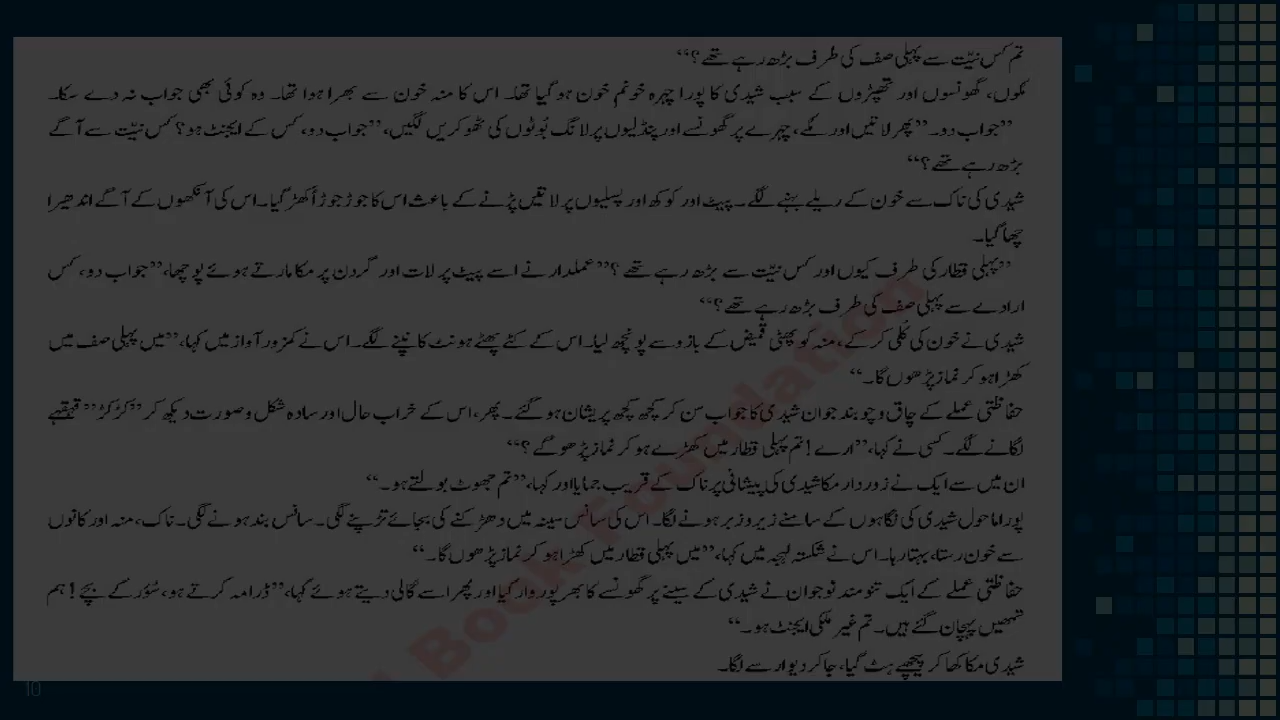 تم کس نیّت سے پہلی صف کی طرف بڑھ رہے تھے؟“
مکوں، گھونسوں اور تھپڑوں کے سبب شیدی کا پورا چہرہ خونم خون ہو گیا تھا۔ اس کا منہ خون سے بھرا ہوا تھا۔ وہ کوئی بھی جواب نہ دے سکا۔
”جواب دو۔“ پھر لاتیں اور مُکے، چہرے پر گھونسے اور پنڈلیوں پر لانگ بُوٹوں کی ٹھوکریں لگیں، ”جواب دو، کس کے ایجنٹ ہو؟ کس نیّت سے آگے
بڑھ رہے تھے؟“
شیدی کی ناک سے خون کے ریلے بہنے لگے۔ پیٹ اور کوکھ اور پسلیوں پر لاتیں پڑنے کے باعث اس کا جوڑ جوڑ اُکھڑ گیا۔ اس کی آنکھوں کے آگے اندھیرا
چھا گیا۔
”پہلی قطار کی طرف کیوں اور کس نیّت سے بڑھ رہے تھے؟“ عملدار نے اسے پیٹ پر لات اور گردن پر مکا مارتے ہوئے پوچھا، ”جواب دو، کس
ارادے سے پہلی صف کی طرف بڑھ رہے تھے؟“
شیدی نے خون کی کُلی کر کے، منہ کو پھٹی قمیض کے بازو سے پونچھ لیا۔ اس کے کٹے پھٹے ہونٹ کانپنے لگے۔ اس نے کمزور آواز میں کہا، ”میں پہلی صف میں
کھڑا ہو کر نماز پڑھوں گا۔“
حفاظتی عملے کے چاق و چوبند جوان شیدی کا جواب سن کر کچھ کچھ پریشان ہو گئے۔ پھر، اس کے خراب حال اور سادہ شکل و صورت دیکھ کر ”کڑکڑ“ قہقہے
لگانے لگے۔ کسی نے کہا، ”ارے! تم پہلی قطار میں کھڑے ہو کر نماز پڑھو گے؟“
ان میں سے ایک نے زوردار مکا شیدی کی پیشانی پر ناک کے قریب جمایا اور کہا، ”تم جھوٹ بولتے ہو۔“
پورا ماحول شیدی کی نگاہوں کے سامنے زیر و زبر ہونے لگا۔ اس کی سانس سینہ میں دھڑکنے کی بجائے تڑپنے لگی۔ سانس بند ہونے لگی۔ ناک، منہ اور کانوں
سے خون رستا، بہتا رہا۔ اس نے شکستہ لہجہ میں کہا، ”میں پہلی قطار میں کھڑا ہو کر نماز پڑھوں گا۔“
حفاظتی عملے کے ایک تنومند نوجوان نے شیدی کے سینے پر گھونسے کا بھرپور وار کیا اور پھر اسے گالی دیتے ہوئے کہا، ”ڈرامہ کرتے ہو، سُؤر کے بچے! ہم
تمھیں پہچان گئے ہیں۔ تم غیر ملکی ایجنٹ ہو۔“
شیدی مکا کھا کر پیچھے ہٹ گیا، جا کر دیوار سے لگا۔
10
Book Foundation